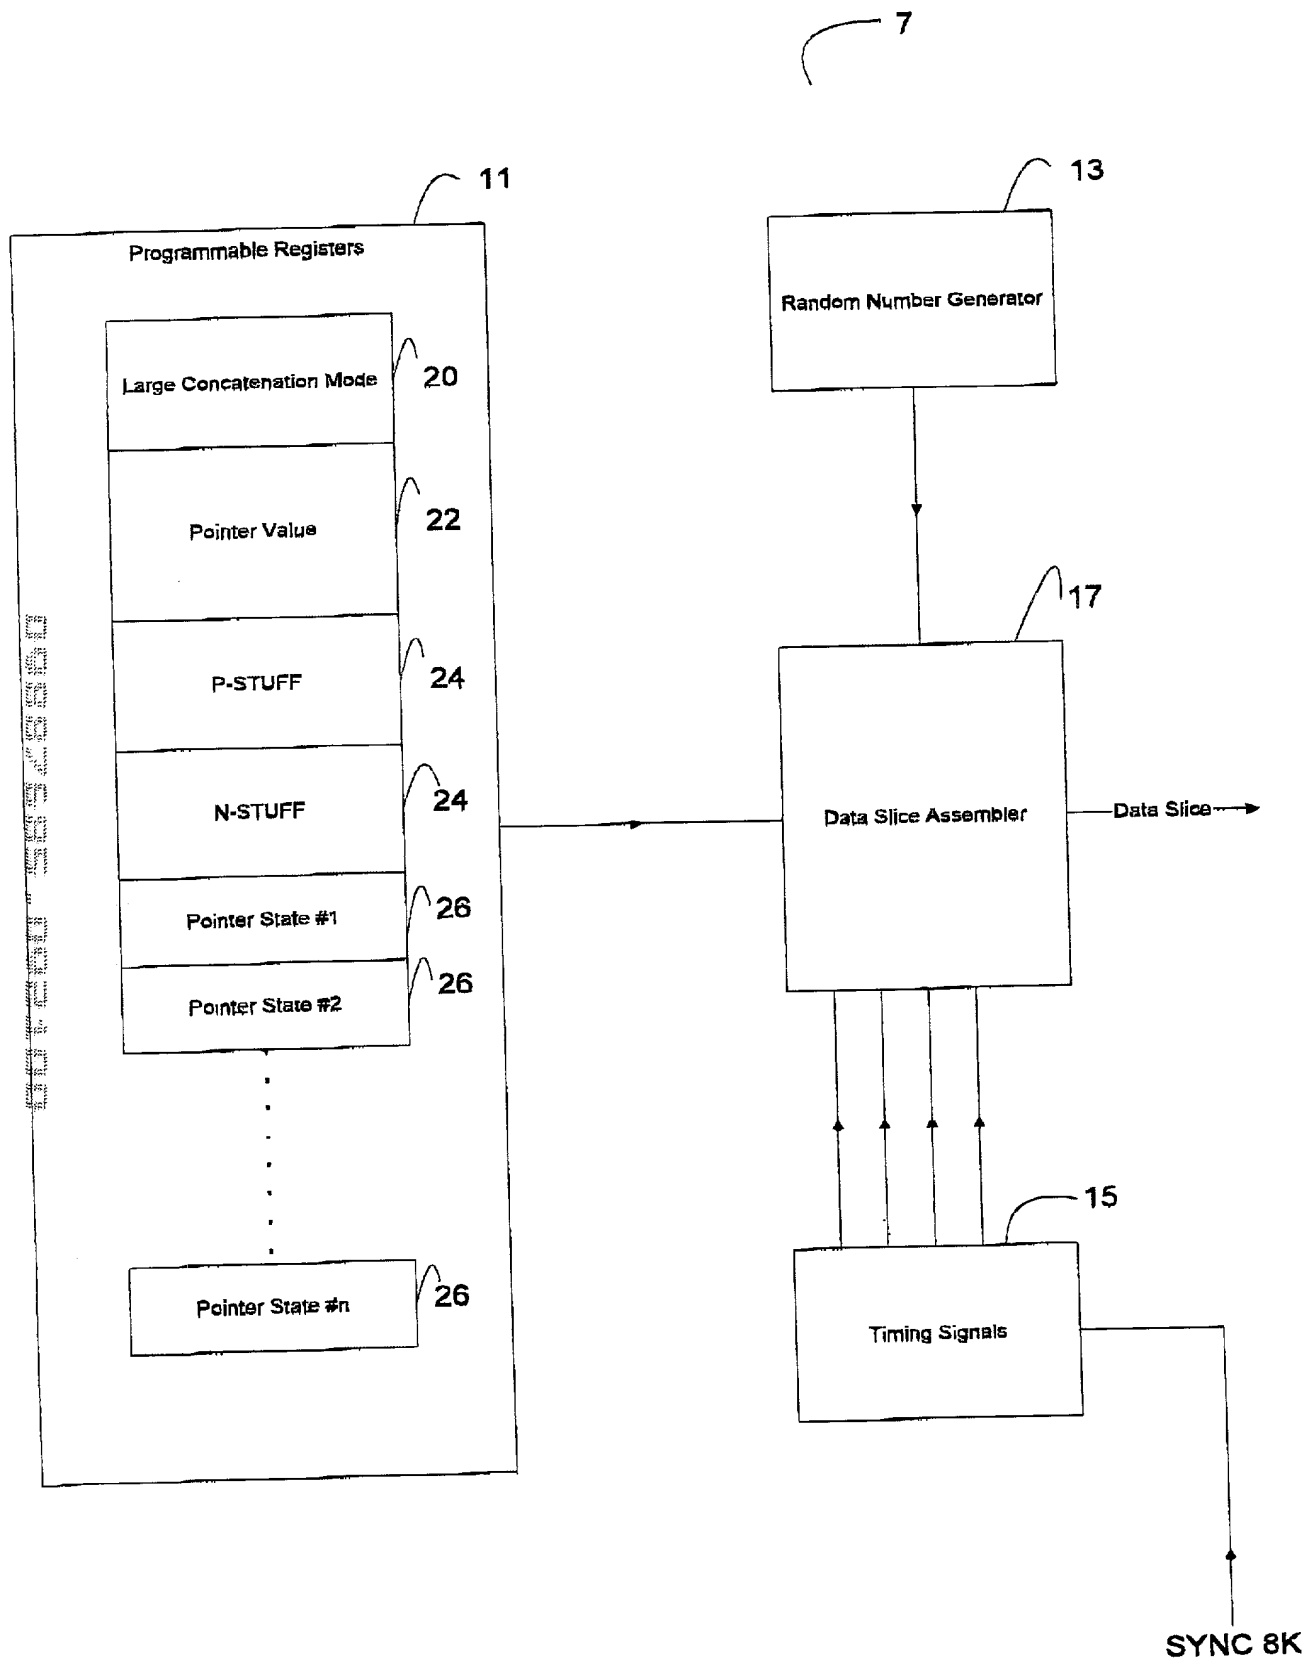 7
11
Programmable Registers
13
Random Number Generator
Large Concatenation Mode
20
Pointer Value
22
P-STUFF
24
N-STUFF
24
Pointer State #1
26
Pointer State #2
26
Pointer State #n
26
17
Data Slice Assembler
Data Slice
15
Timing Signals
SYNC 8K